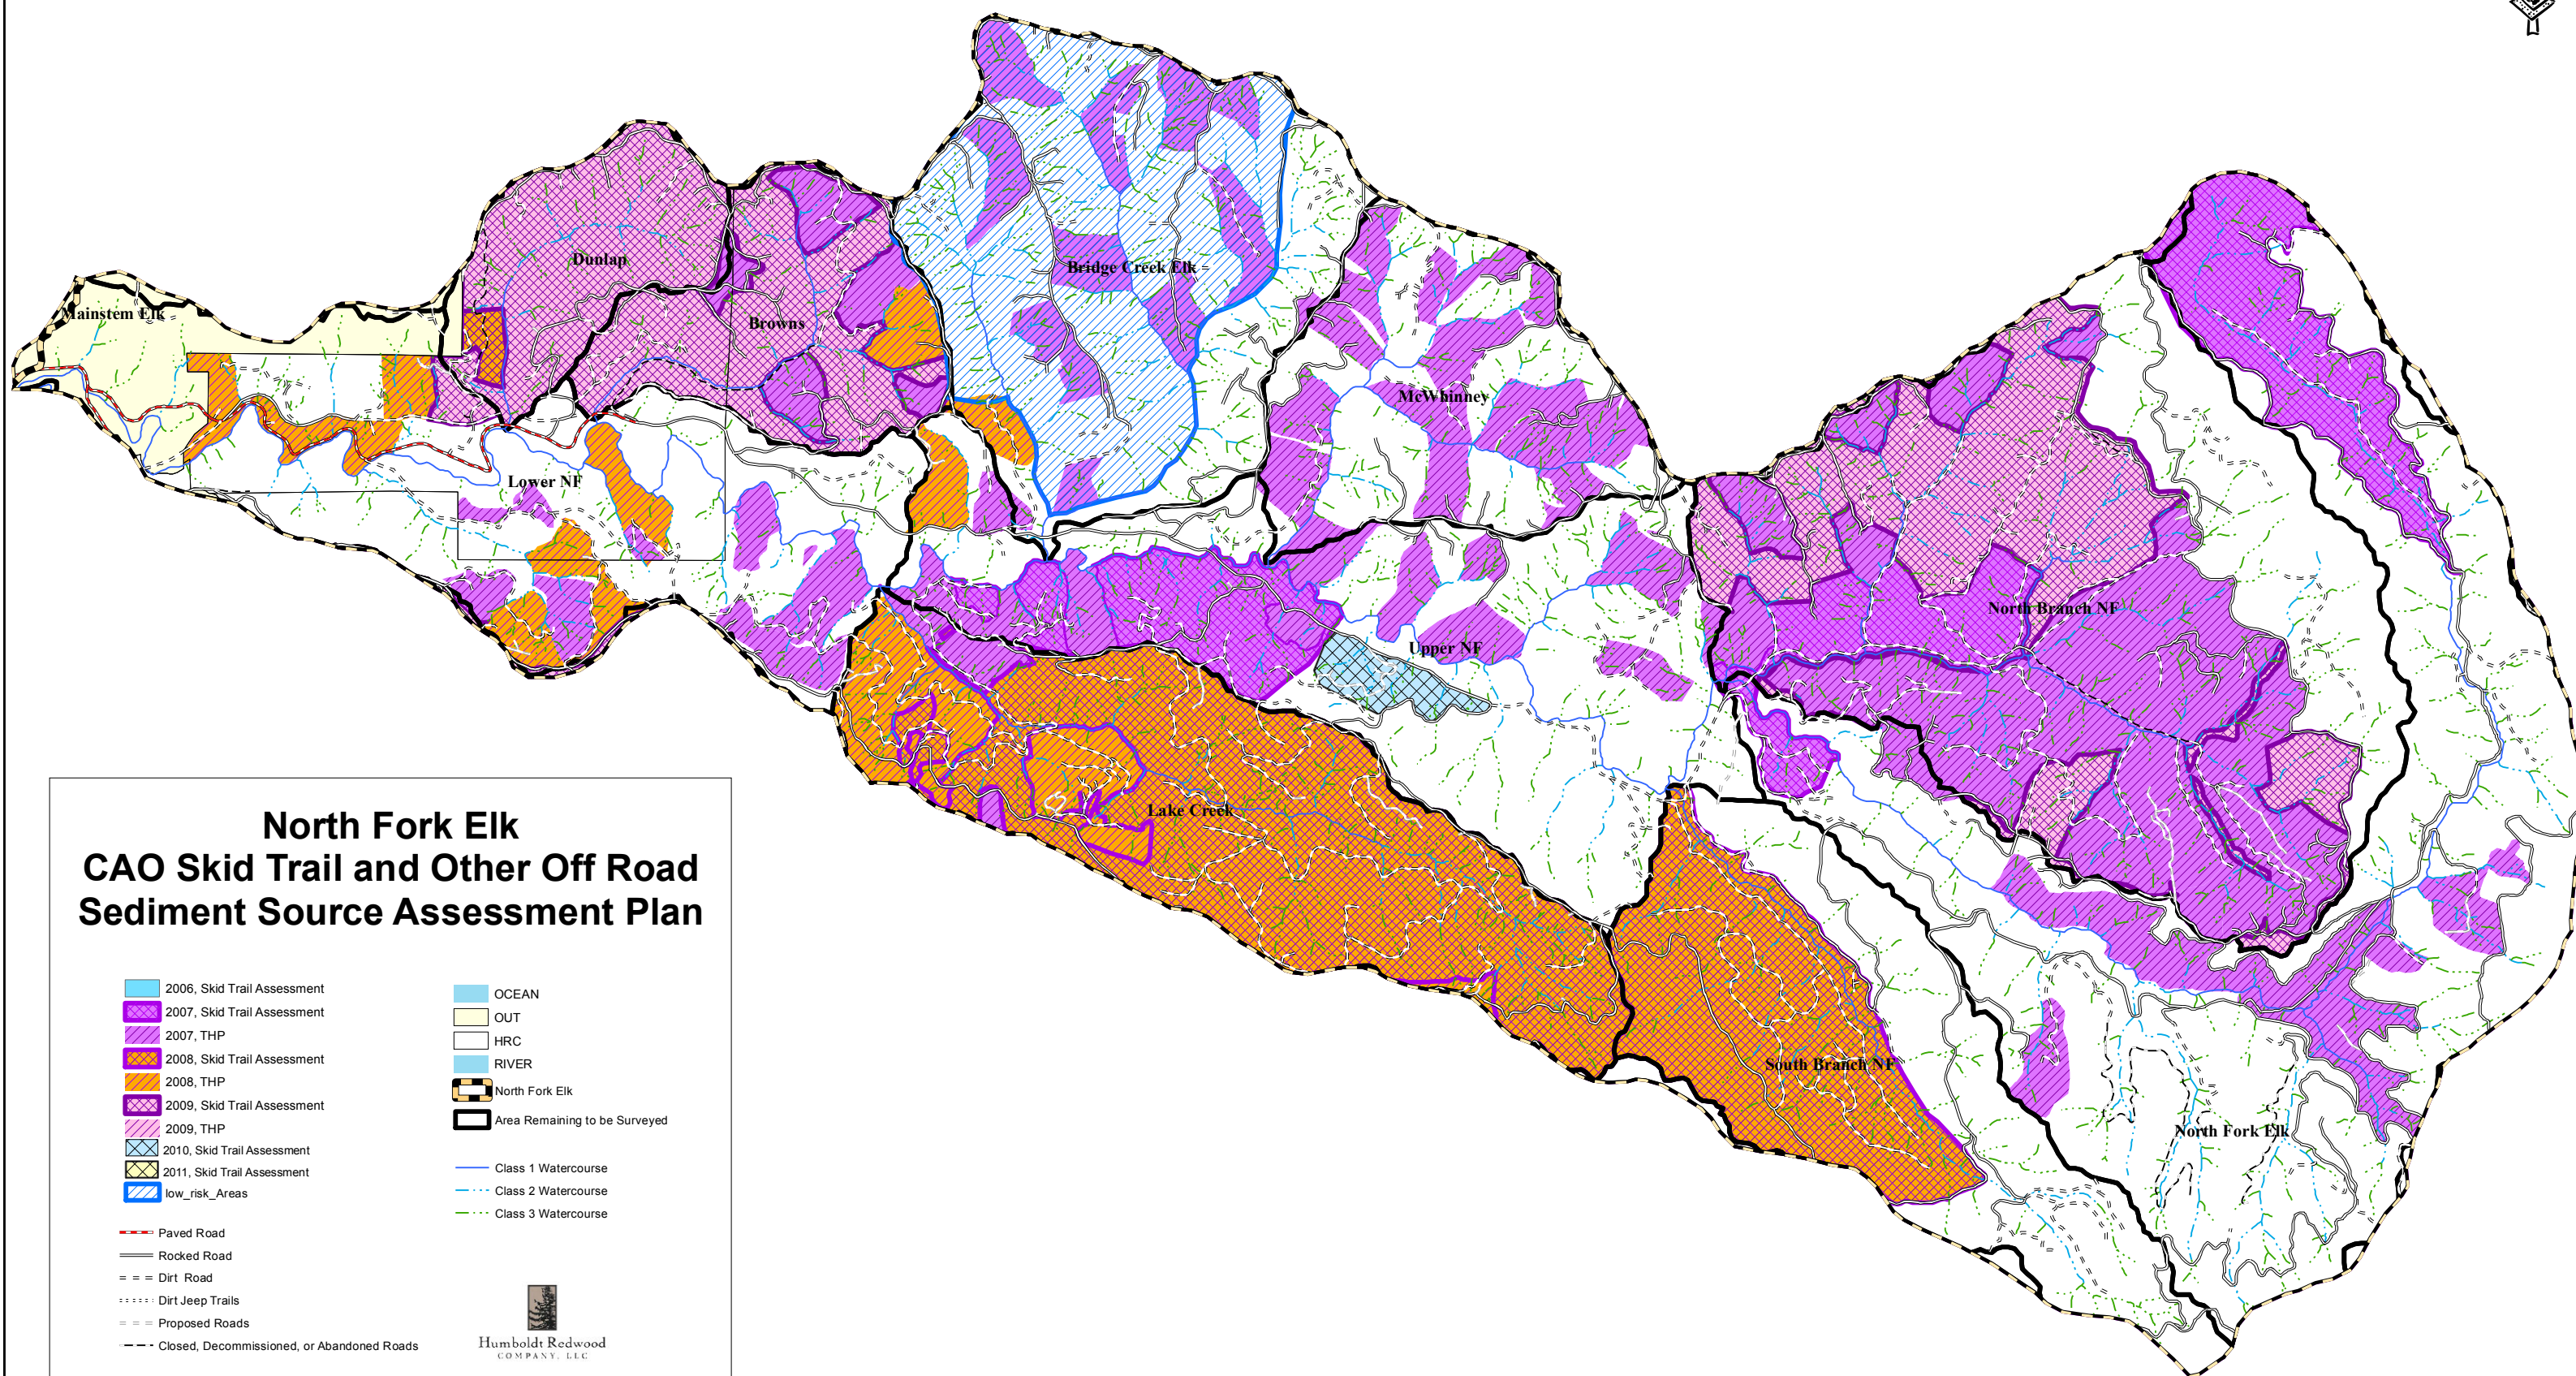 Mainstem Elk
Dunlap
Browns
Bridge Creek Elk
McWhinney
Lower NF
Upper NF
North Branch NF
Lake Creek
South Branch NF
North Fork Elk
North Fork Elk
CAO Skid Trail and Other Off Road
Sediment Source Assessment Plan
2006, Skid Trail Assessment
2007, Skid Trail Assessment
2007, THP
2008, Skid Trail Assessment
2008, THP
2009, Skid Trail Assessment
2009, THP
2010, Skid Trail Assessment
2011, Skid Trail Assessment
low_risk_Areas
Paved Road
Rocked Road
Dirt Road
Dirt Jeep Trails
Proposed Roads
Closed, Decommissioned, or Abandoned Roads
OCEAN
OUT
HRC
RIVER
North Fork Elk
Area Remaining to be Surveyed
Class 1 Watercourse
Class 2 Watercourse
Class 3 Watercourse
Humboldt Redwood
COMPANY, LLC